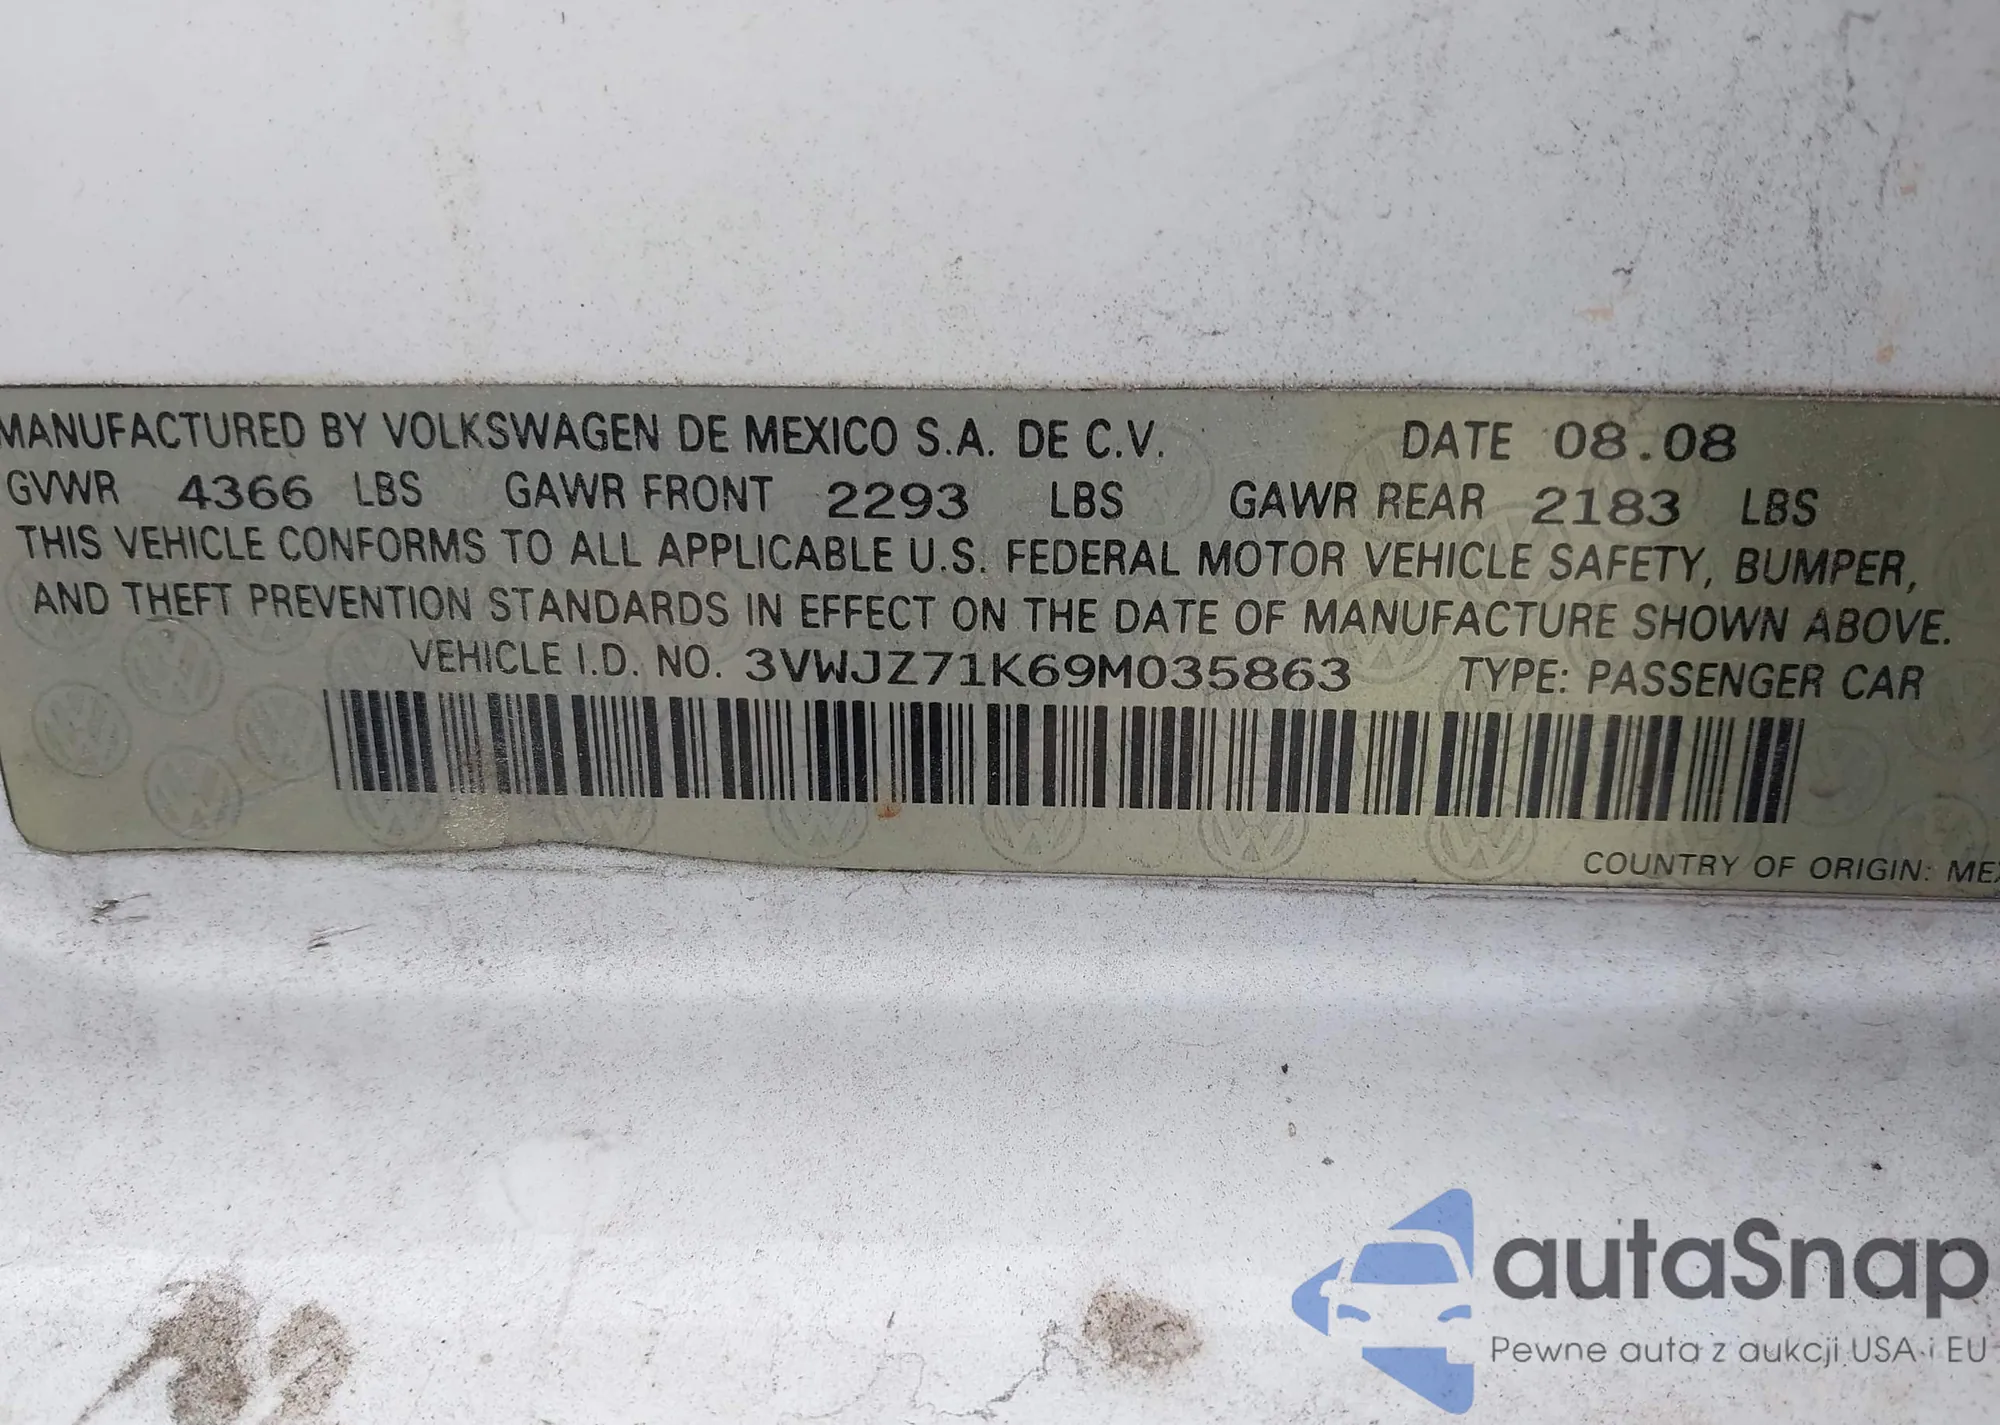 MANUFACTURED BY VOLKSWAGEN DE MEXICO S.A. DE C.V. DATE 08.08
GVWR 4366 LBS GAWR FRONT 2293 LBS GAWR REAR 2183 LBS
THIS VEHICLE CONFORMS TO ALL APPLICABLE U.S. FEDERAL MOTOR VEHICLE SAFETY, BUMPER,
AND THEFT PREVENTION STANDARDS IN EFFECT ON THE DATE OF MANUFACTURE SHOWN ABOVE.
VEHICLE I.D. NO. 3VWJZ71K69M035863 TYPE: PASSENGER CAR
COUNTRY OF ORIGIN: MEX
autaSnap
Pewne auta z aukcji USA i EU